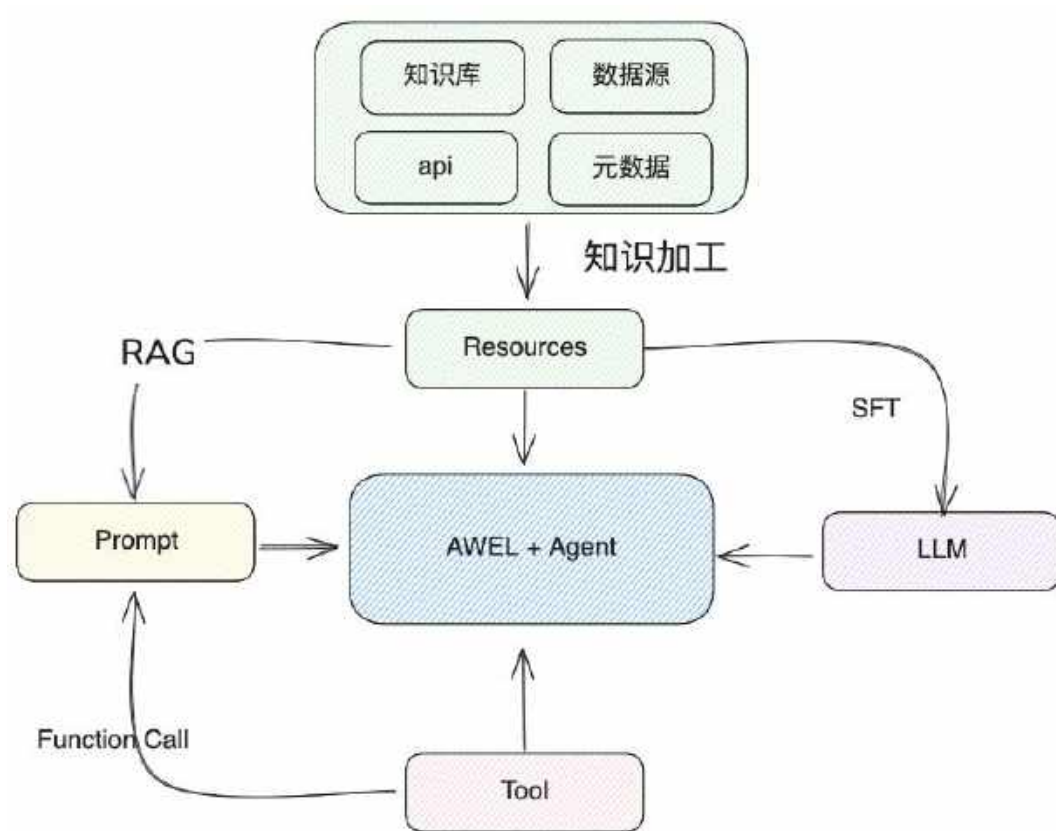 知识库
数据源
api
元数据
知识加工
Resources
RAG
SFT
Prompt
AWEL + Agent
LLM
Function Call
Tool